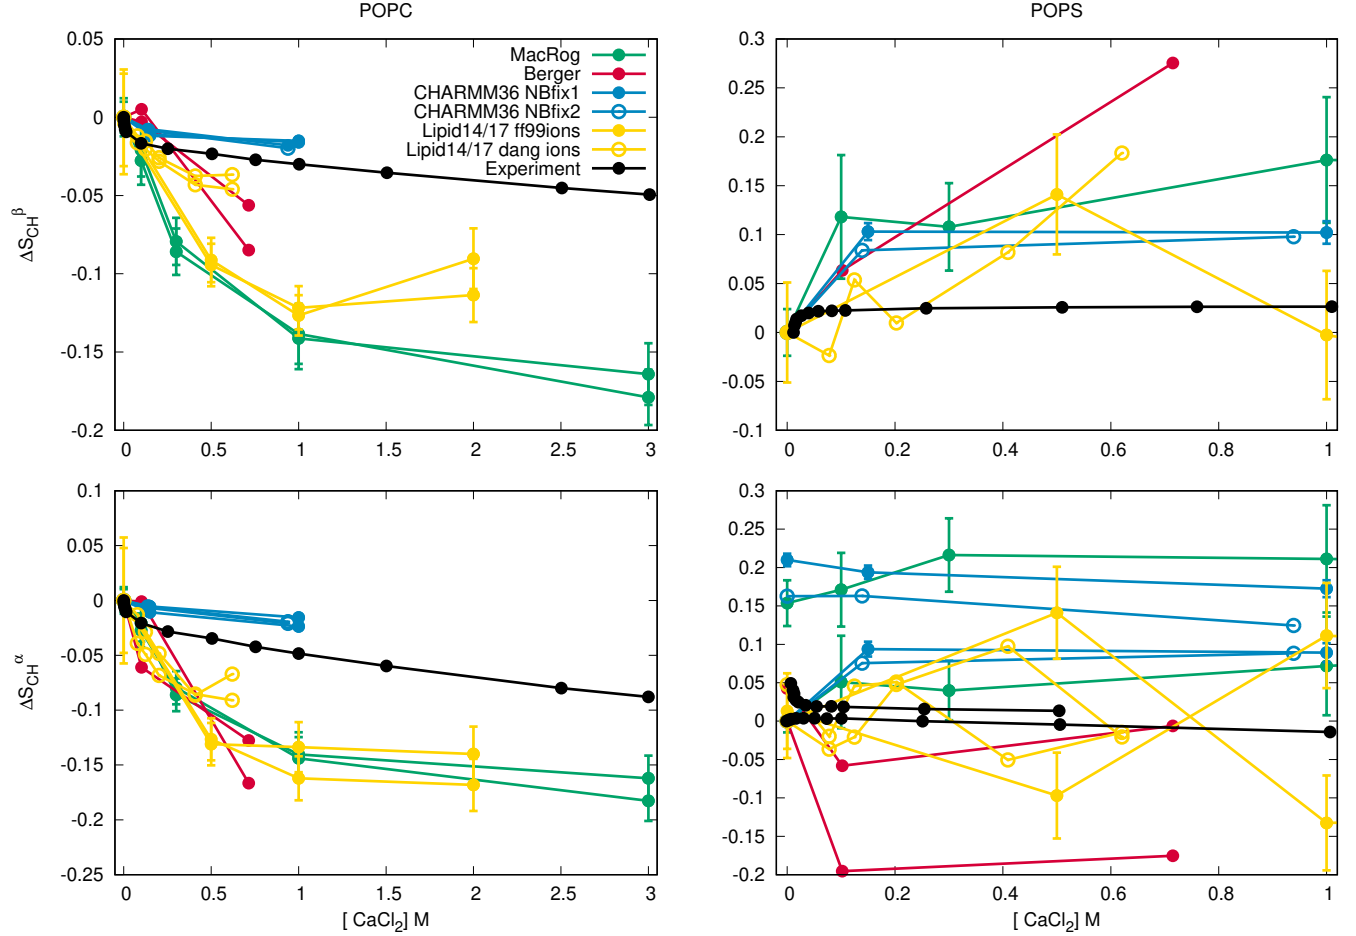 POPC
POPS
0.05
0
-0.05
-0.1
-0.15
-0.2
ΔS_CH^β
MacRog
Berger
CHARMM36 NBfix1
CHARMM36 NBfix2
Lipid14/17 ff99ions
Lipid14/17 dang ions
Experiment
0 0.5 1 1.5 2 2.5 3
0.3
0.25
0.2
0.15
0.1
0.05
0
-0.05
-0.1
0 0.2 0.4 0.6 0.8 1
0.1
0.05
0
-0.05
-0.1
-0.15
-0.2
-0.25
ΔS_CH^α
0 0.5 1 1.5 2 2.5 3
[ CaCl₂] M
0.3
0.25
0.2
0.15
0.1
0.05
0
-0.05
-0.1
-0.15
-0.2
0 0.2 0.4 0.6 0.8 1
[ CaCl₂] M